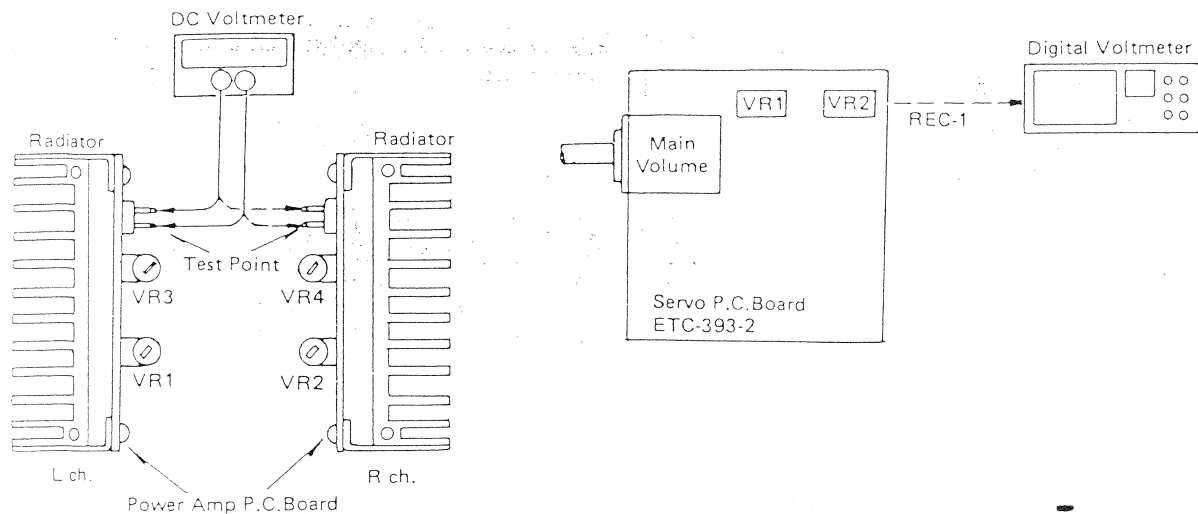 DC Voltmeter
Radiator
Radiator
Test Point
VR3
VR4
VR1
VR2
L ch.
R ch.
Power Amp P.C.Board
VR1
VR2
Main
Volume
REC-1
Digital Voltmeter
Servo P.C.Board
ETC-393-2